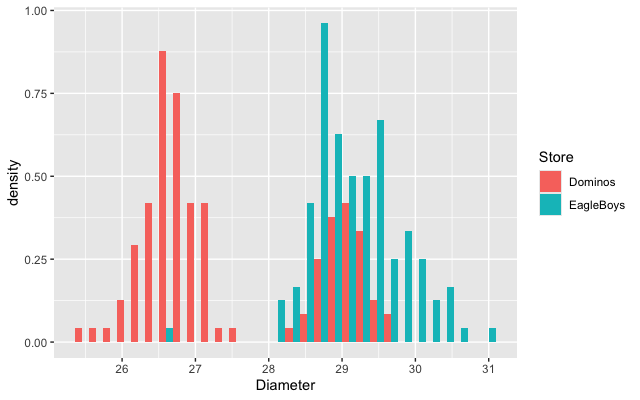 1.00
0.75
0.50
0.25
0.00
density
26 27 28 29 30 31
Diameter
Store
Dominos
EagleBoys